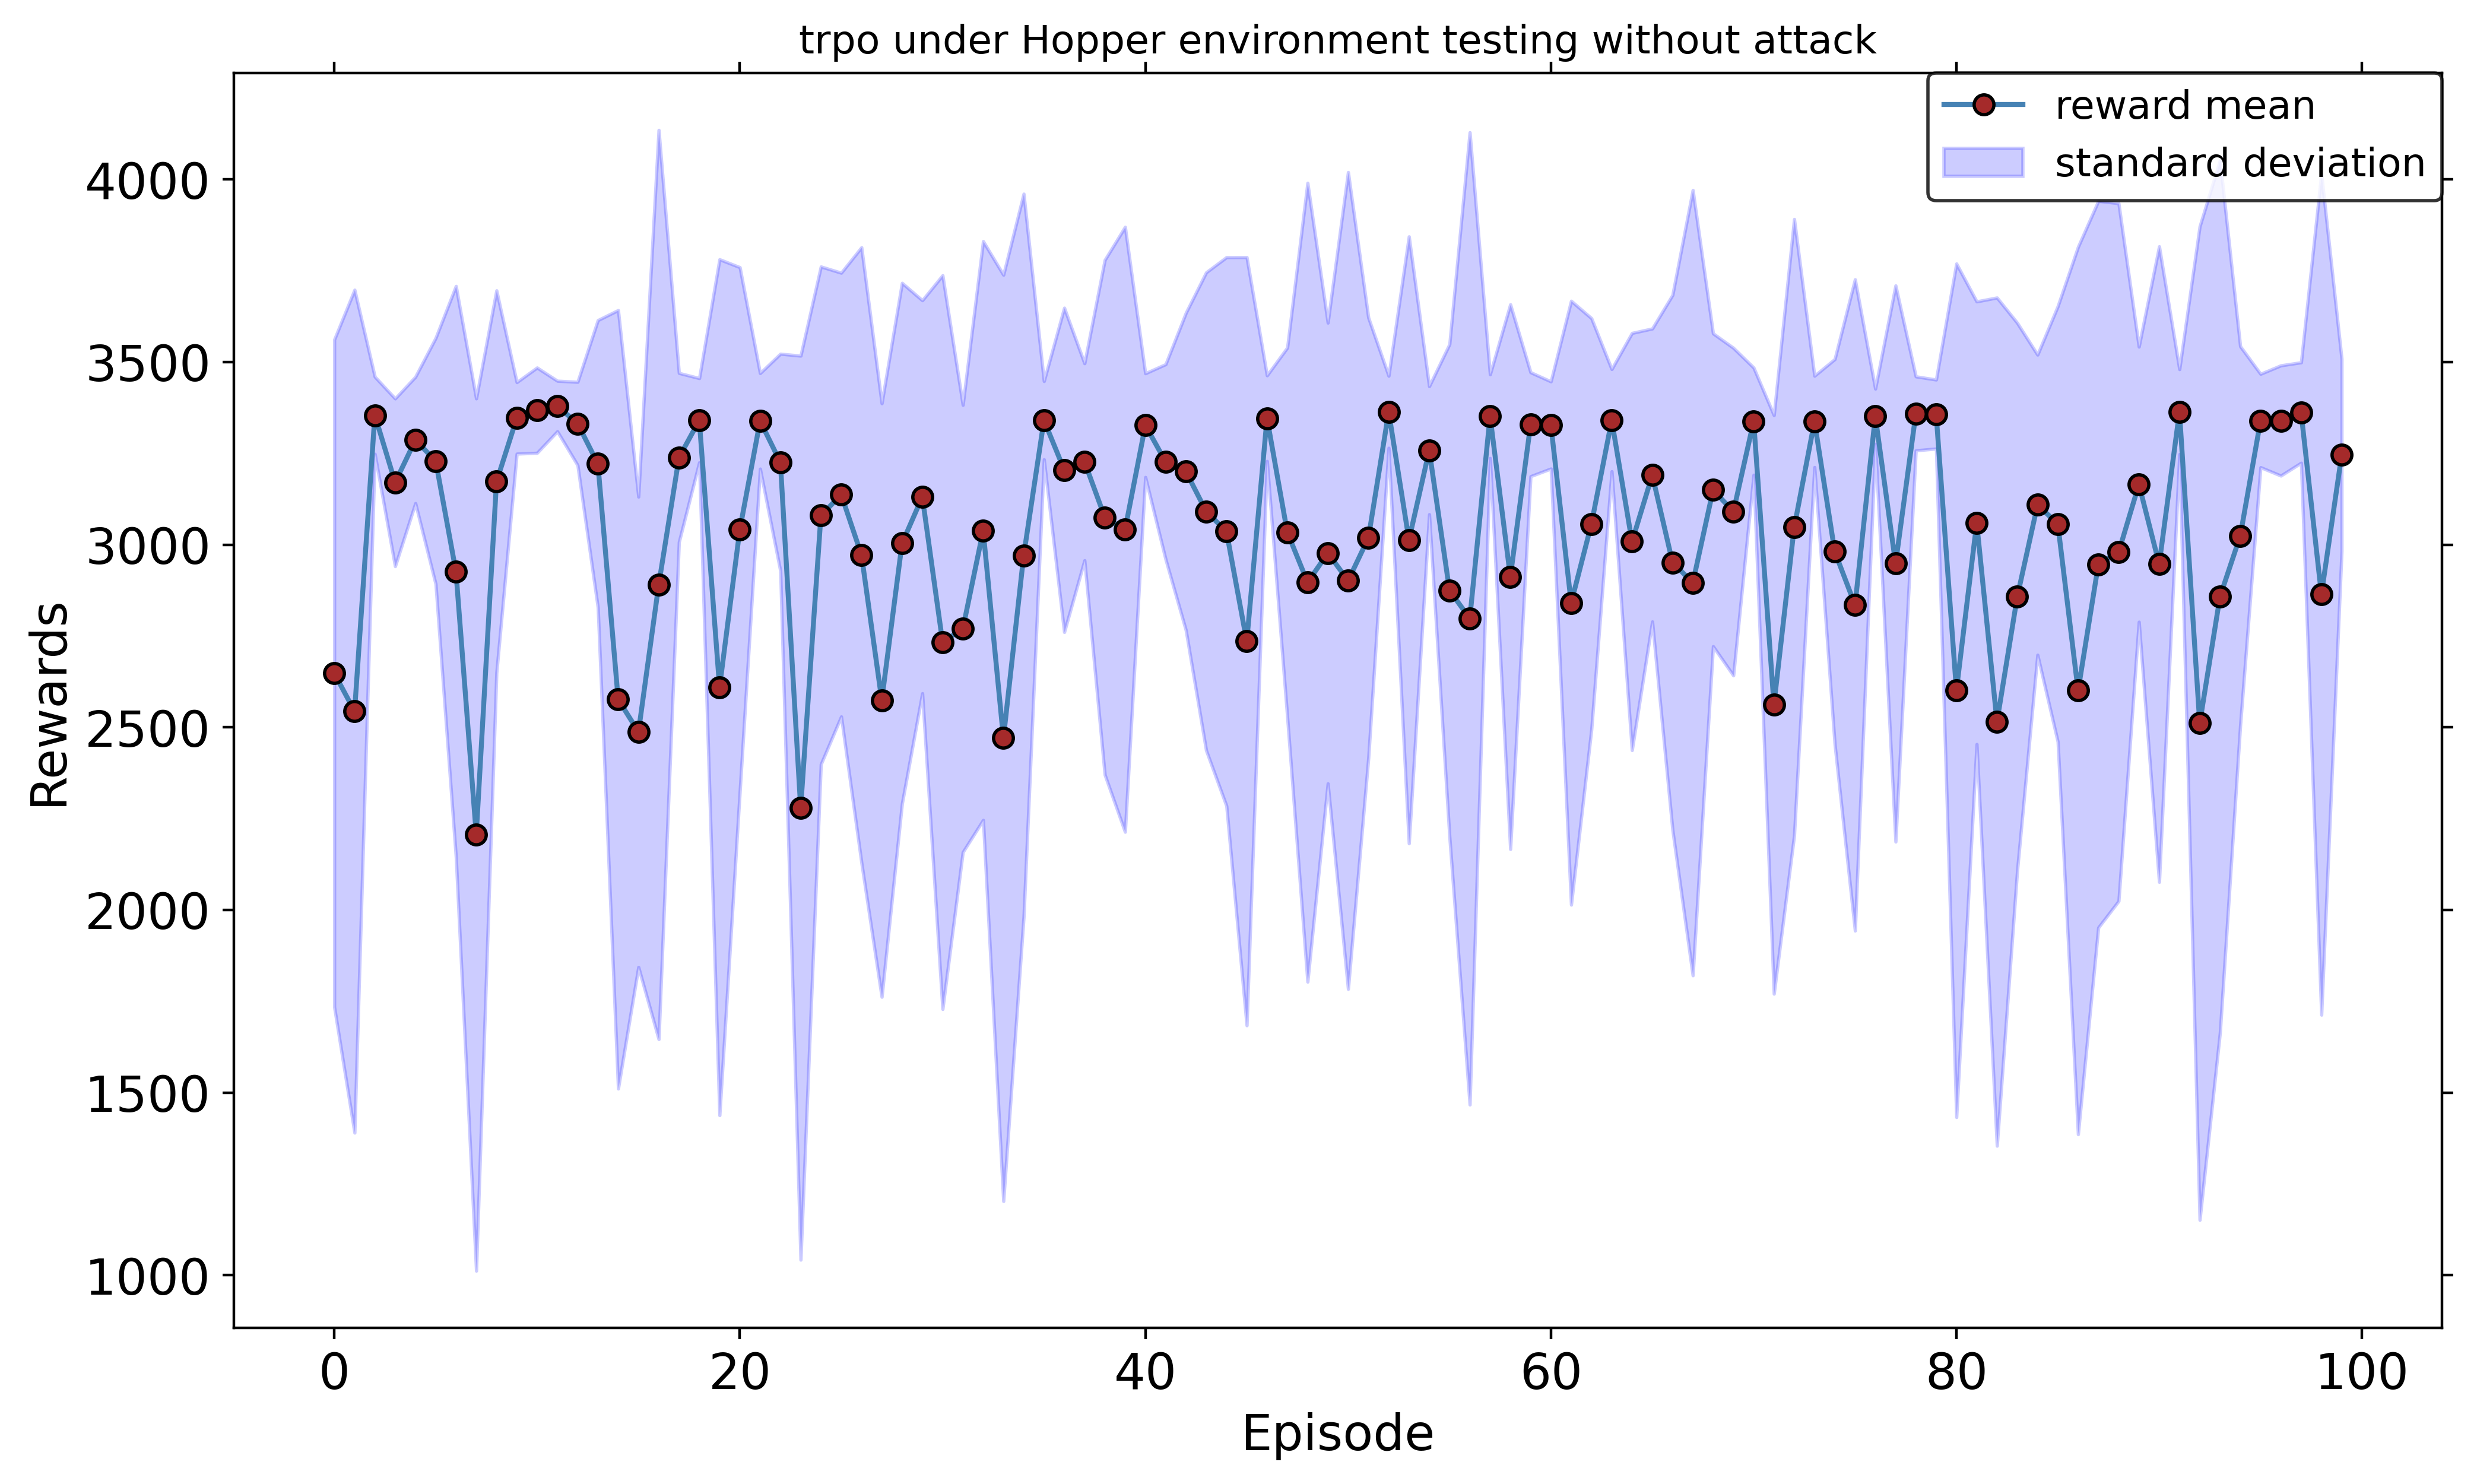 trpo under Hopper environment testing without attack
reward mean
standard deviation
4000
3500
3000
2500
2000
1500
1000
Rewards
0 20 40 60 80 100
Episode